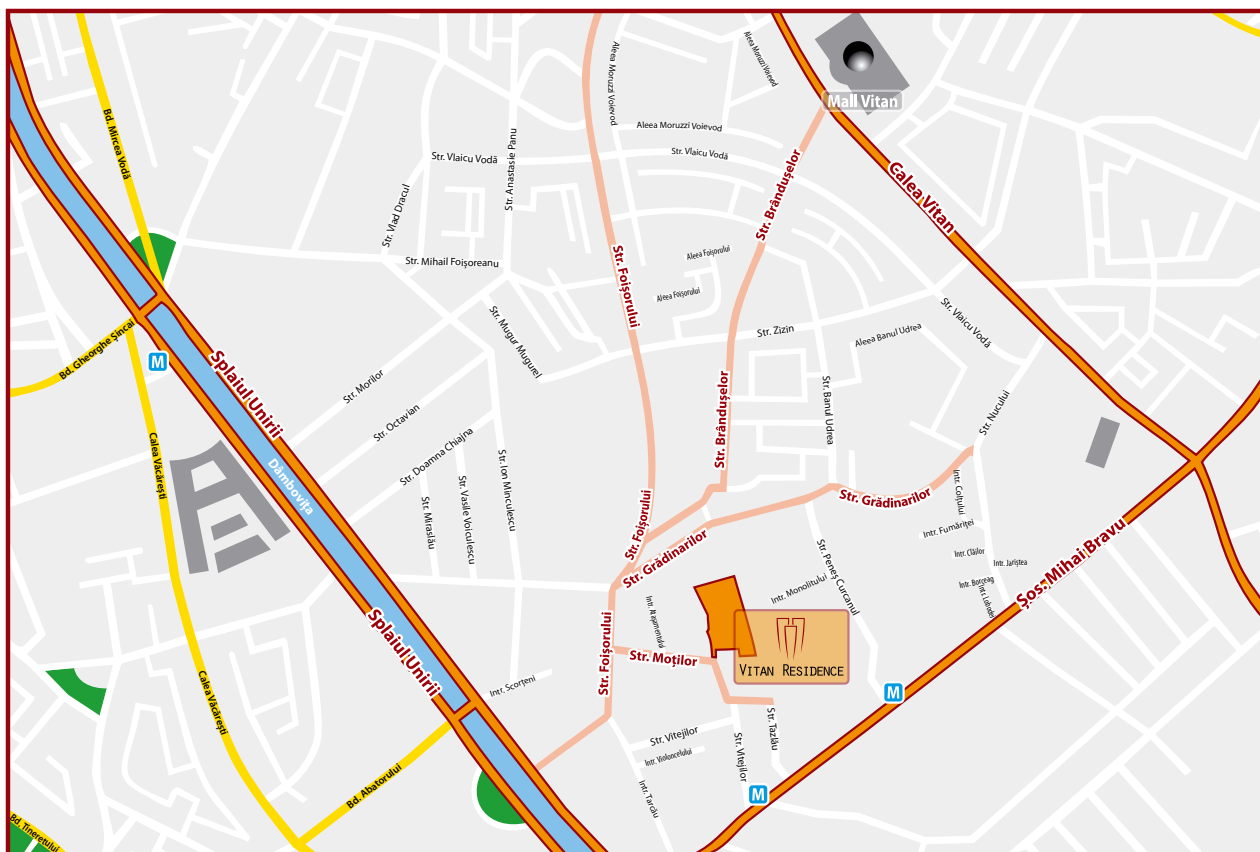 Aleea Moruzzi Voievod
Aleea Moruzzi Voievod
Mall Vitan
Bd. Mircea Vodă
Aleea Moruzzi Voievod
Str. Vlaicu Vodă
Str. Anastasie Panu
Str. Vlaicu Vodă
Str. Brândușelor
Calea Vitan
Str. Vlad Dracul
Str. Mihail Foișoreanu
Str. Foișorului
Aleea Foișorului
Aleea Foișorului
Str. Vlaicu Vodă
Str. Mugur Mugurel
Str. Zizin
Aleea Banul Udrea
Bd. Gheorghe Șincai
M
Splaiul Unirii
Str. Morilor
Str. Octavian
Str. Brândușelor
Str. Banul Udrea
Str. Nucului
Calea Văcărești
Dâmbovița
Str. Doamna Chiajna
Str. Ion Minculescu
Str. Miraslău
Str. Vasile Voiculescu
Str. Foișorului
Str. Grădinarilor
Intr. Colțului
Intr. Fumăriței
Str. Grădinarilor
Str. Peneș Curcanul
Intr. Clăilor
Intr. Jariștea
Intr. Borceag
Intr. Lobodei
Șos. Mihai Bravu
Intr. Monolitului
Intr. Atașamentului
Splaiul Unirii
Str. Foișorului
Str. Moților
VITAN RESIDENCE
Intr. Scorțeni
M
Calea Văcărești
Str. Vitejilor
Intr. Violoncelului
Str. Vitejilor
Str. Tazlău
Bd. Abatorului
Intr. Tarcău
M
Bd. Tineretului